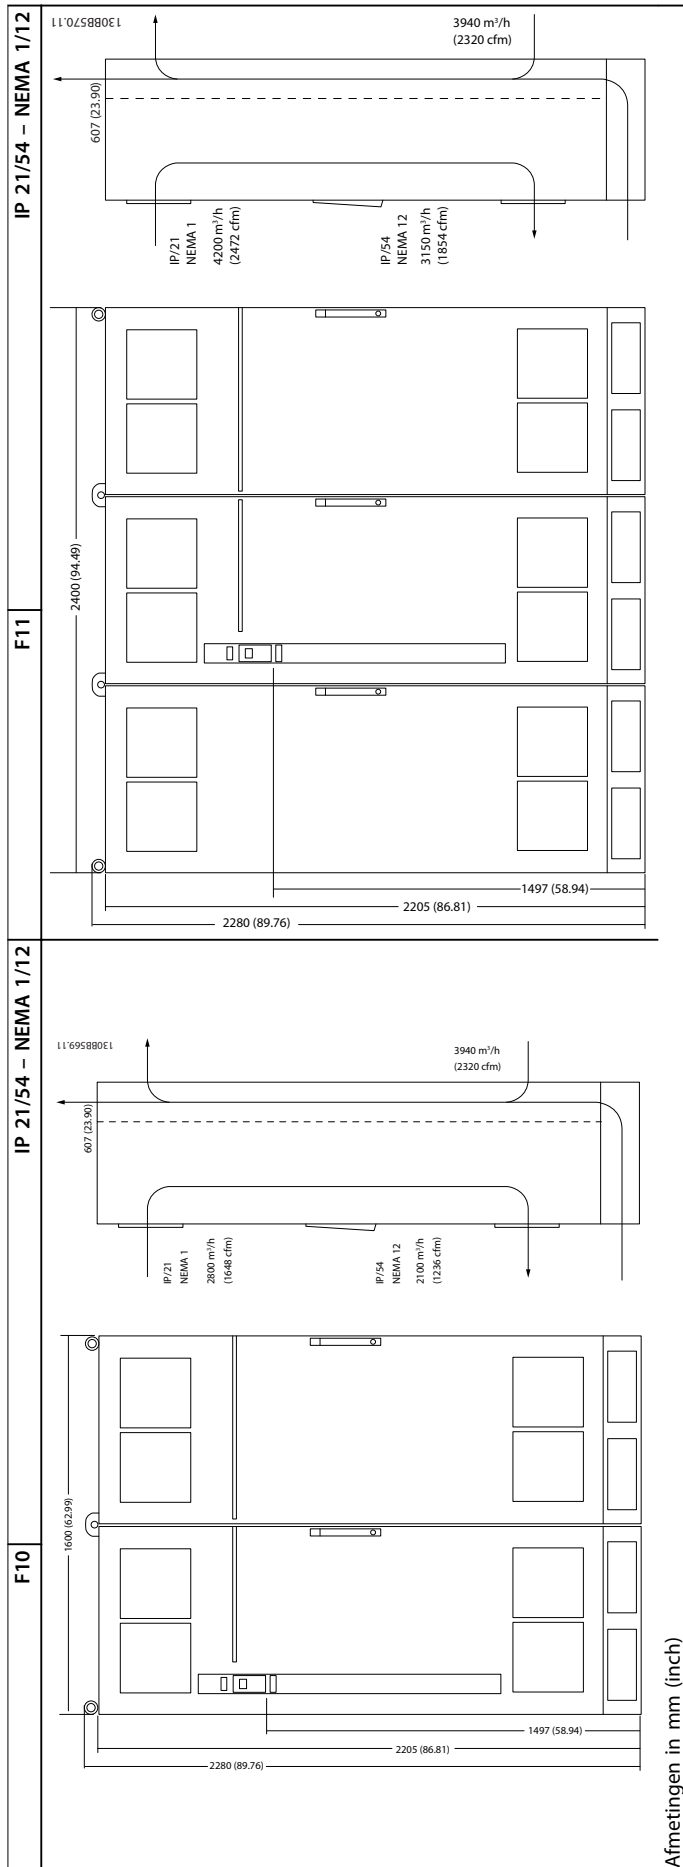 F10
IP 21/54 – NEMA 1/12
F11
IP 21/54 – NEMA 1/12
130BB569.11
3940 m³/h
(2320 cfm)
607 (23.90)
IP/21
NEMA 1
2800 m³/h
(1648 cfm)
IP/54
NEMA 12
2100 m³/h
(1236 cfm)
1600 (62.99)
1497 (58.94)
2205 (86.81)
2280 (89.76)
130BB570.11
3940 m³/h
(2320 cfm)
607 (23.90)
IP/21
NEMA 1
4200 m³/h
(2472 cfm)
IP/54
NEMA 12
3150 m³/h
(1854 cfm)
2400 (94.49)
1497 (58.94)
2205 (86.81)
2280 (89.76)
Afmetingen in mm (inch)